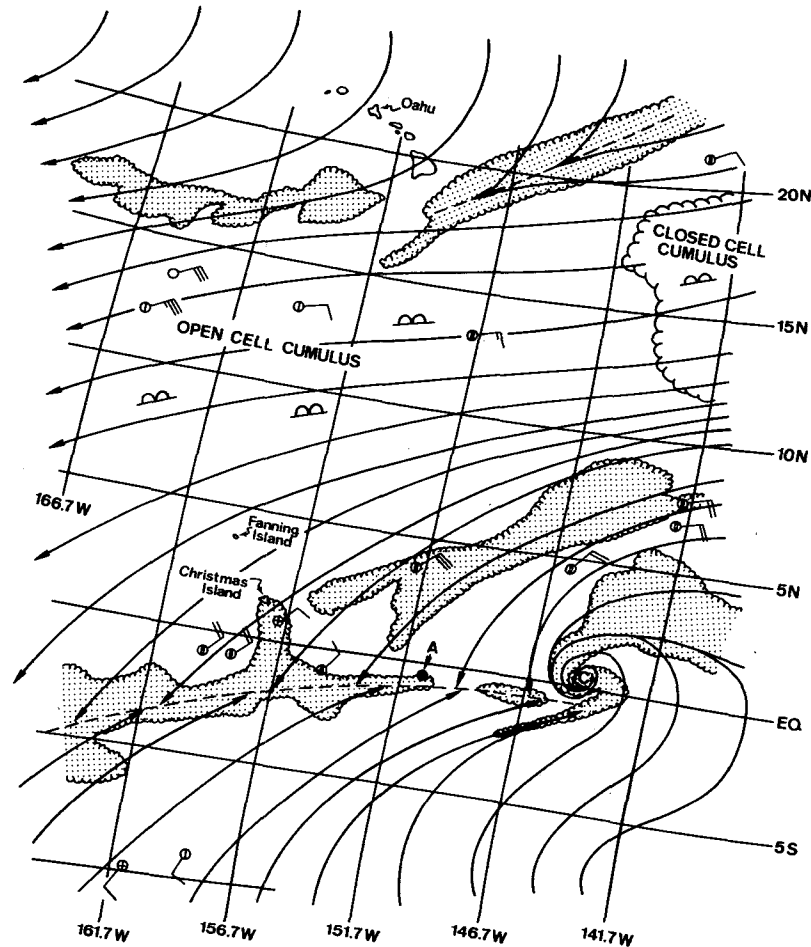 Oahu
20N
CLOSED CELL
CUMULUS
15N
OPEN CELL CUMULUS
10N
166.7W
Fanning
Island
Christmas
Island
5N
A
EQ
5S
161.7W
156.7W
151.7W
146.7W
141.7W